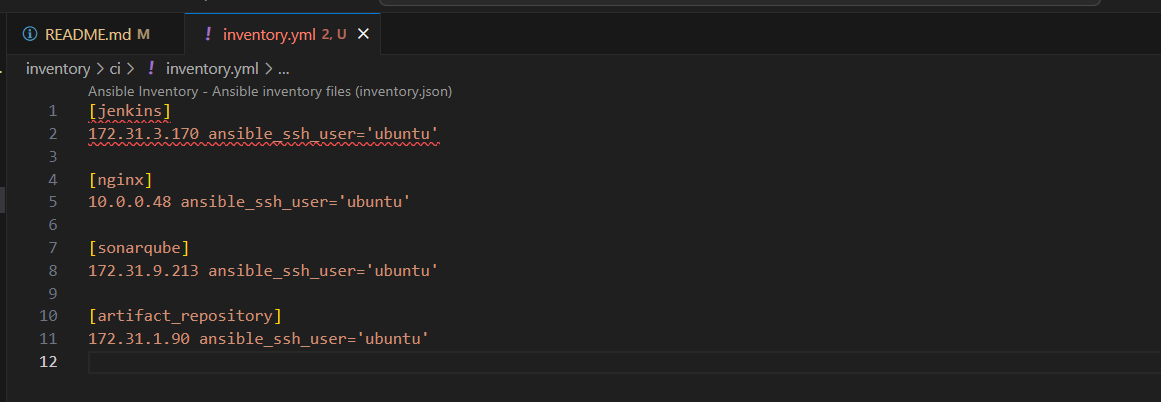 README.md M
! inventory.yml 2, U
inventory > ci > ! inventory.yml > ...
Ansible Inventory - Ansible inventory files (inventory.json)
1 [jenkins]
2 172.31.3.170 ansible_ssh_user='ubuntu'
3
4 [nginx]
5 10.0.0.48 ansible_ssh_user='ubuntu'
6
7 [sonarqube]
8 172.31.9.213 ansible_ssh_user='ubuntu'
9
10 [artifact_repository]
11 172.31.1.90 ansible_ssh_user='ubuntu'
12